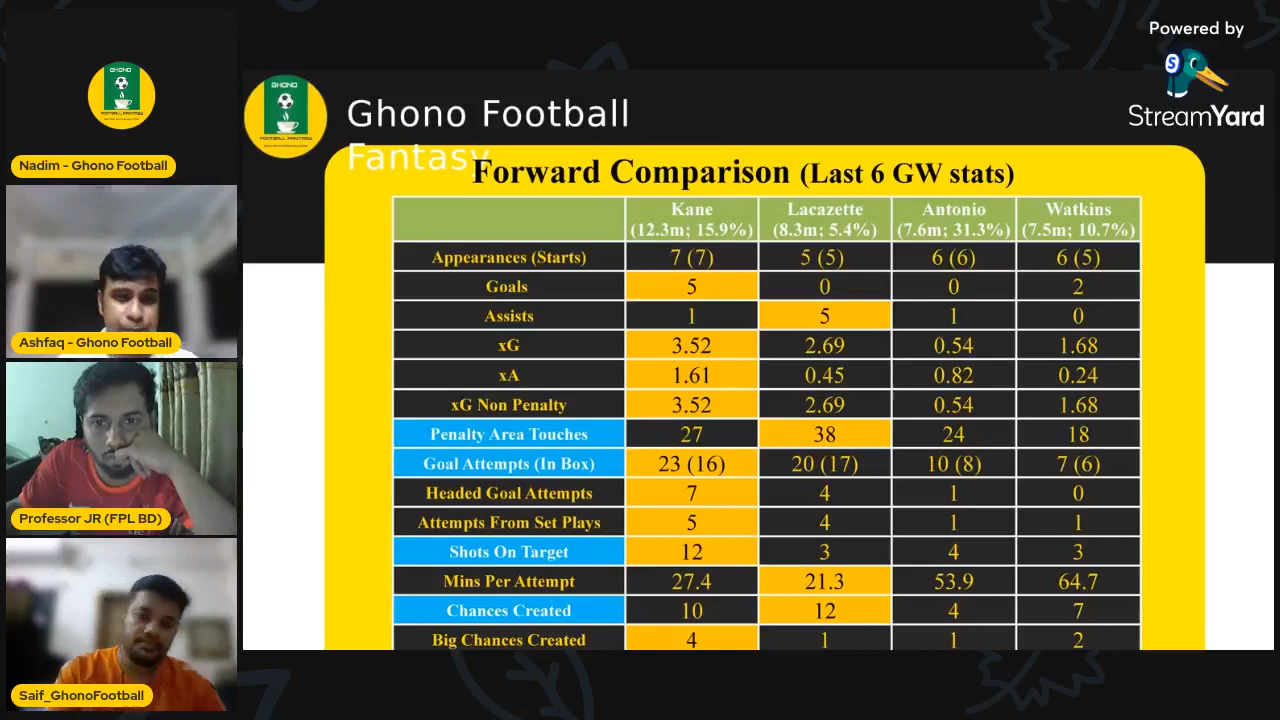 Powered by
StreamYard
GHONO
Nadim - Ghono Football
Ashfaq - Ghono Football
Professor JR (FPL BD)
Saif_GhonoFootball
GHONO
FOOTBALL FANTASY
Ghono Football
Fantasy
Forward Comparison (Last 6 GW stats)
Kane Lacazette Antonio Watkins
(12.3m; 15.9%) (8.3m; 5.4%) (7.6m; 31.3%) (7.5m; 10.7%)
Appearances (Starts) 7 (7) 5 (5) 6 (6) 6 (5)
Goals 5 0 0 2
Assists 1 5 1 0
xG 3.52 2.69 0.54 1.68
xA 1.61 0.45 0.82 0.24
xG Non Penalty 3.52 2.69 0.54 1.68
Penalty Area Touches 27 38 24 18
Goal Attempts (In Box) 23 (16) 20 (17) 10 (8) 7 (6)
Headed Goal Attempts 7 4 1 0
Attempts From Set Plays 5 4 1 1
Shots On Target 12 3 4 3
Mins Per Attempt 27.4 21.3 53.9 64.7
Chances Created 10 12 4 7
Big Chances Created 4 1 1 2